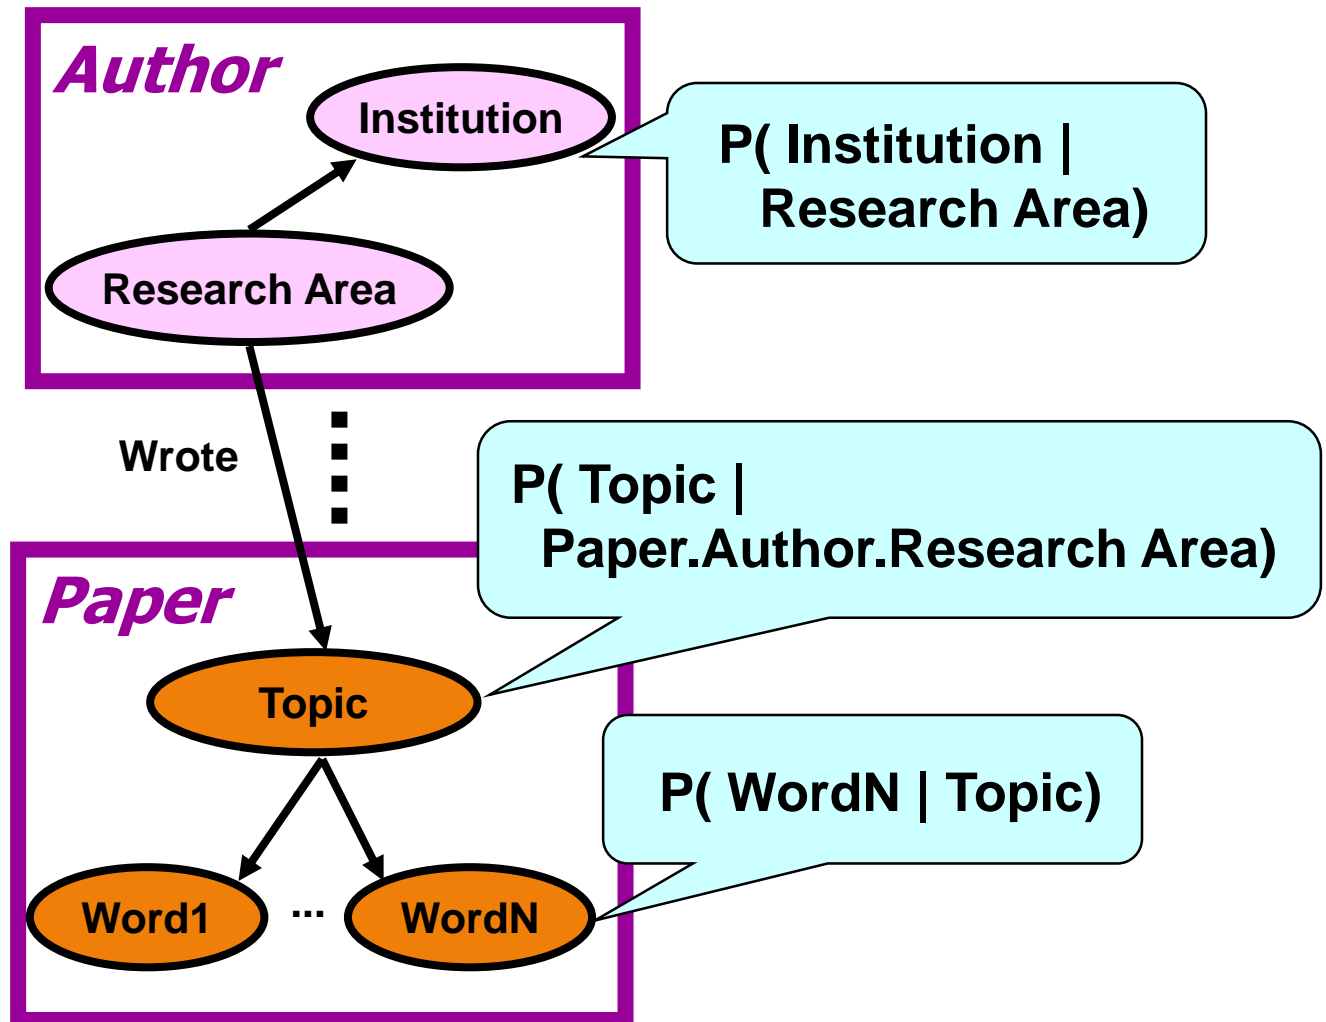 Author
Institution
P( Institution |
Research Area)
Research Area
Wrote
P( Topic |
Paper.Author.Research Area)
Paper
Topic
P( WordN | Topic)
Word1
...
WordN